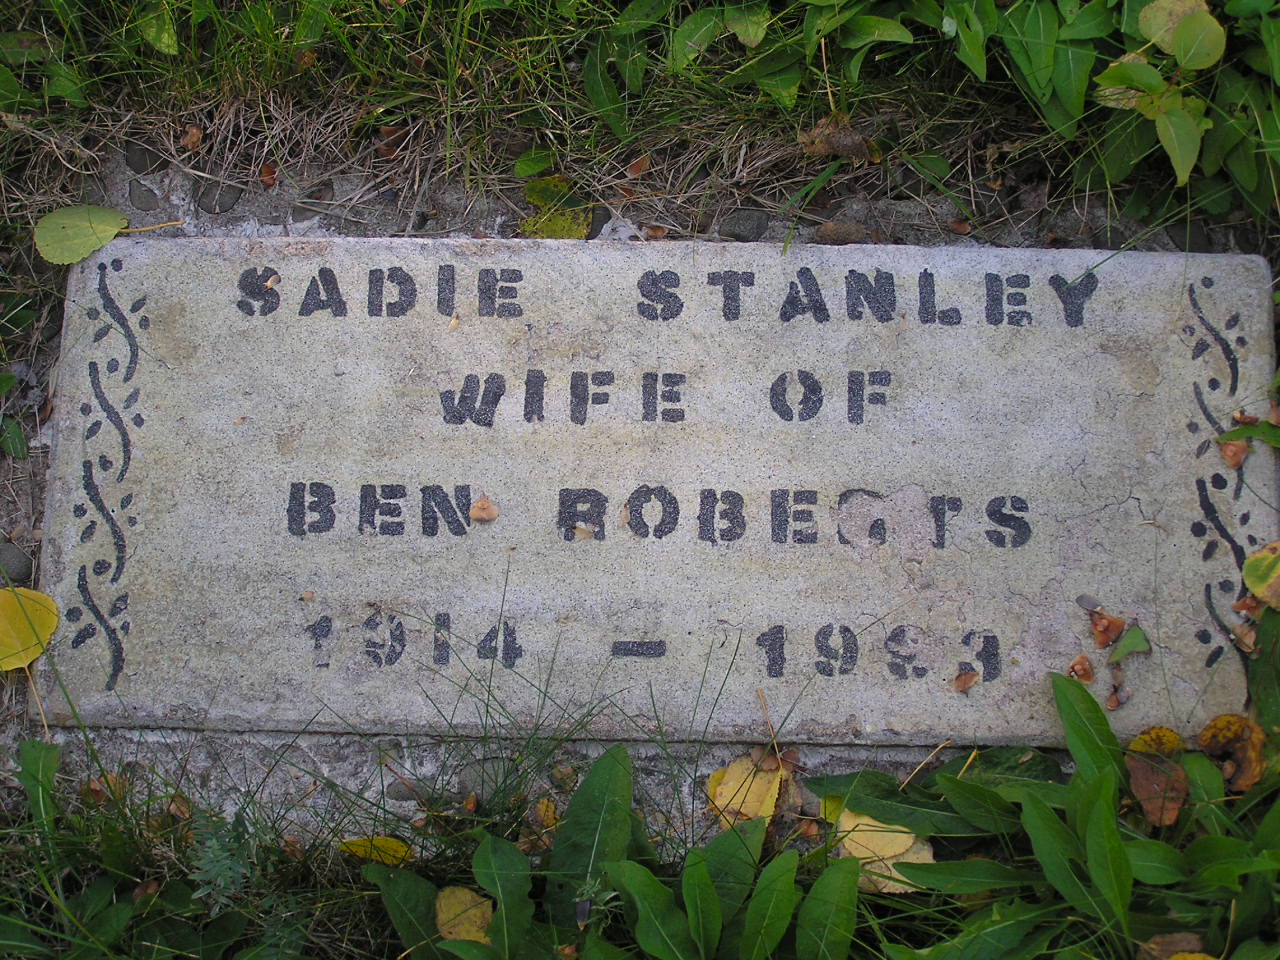 SADIE STANLEY
WIFE OF
BEN ROBERTS
1914 - 1993